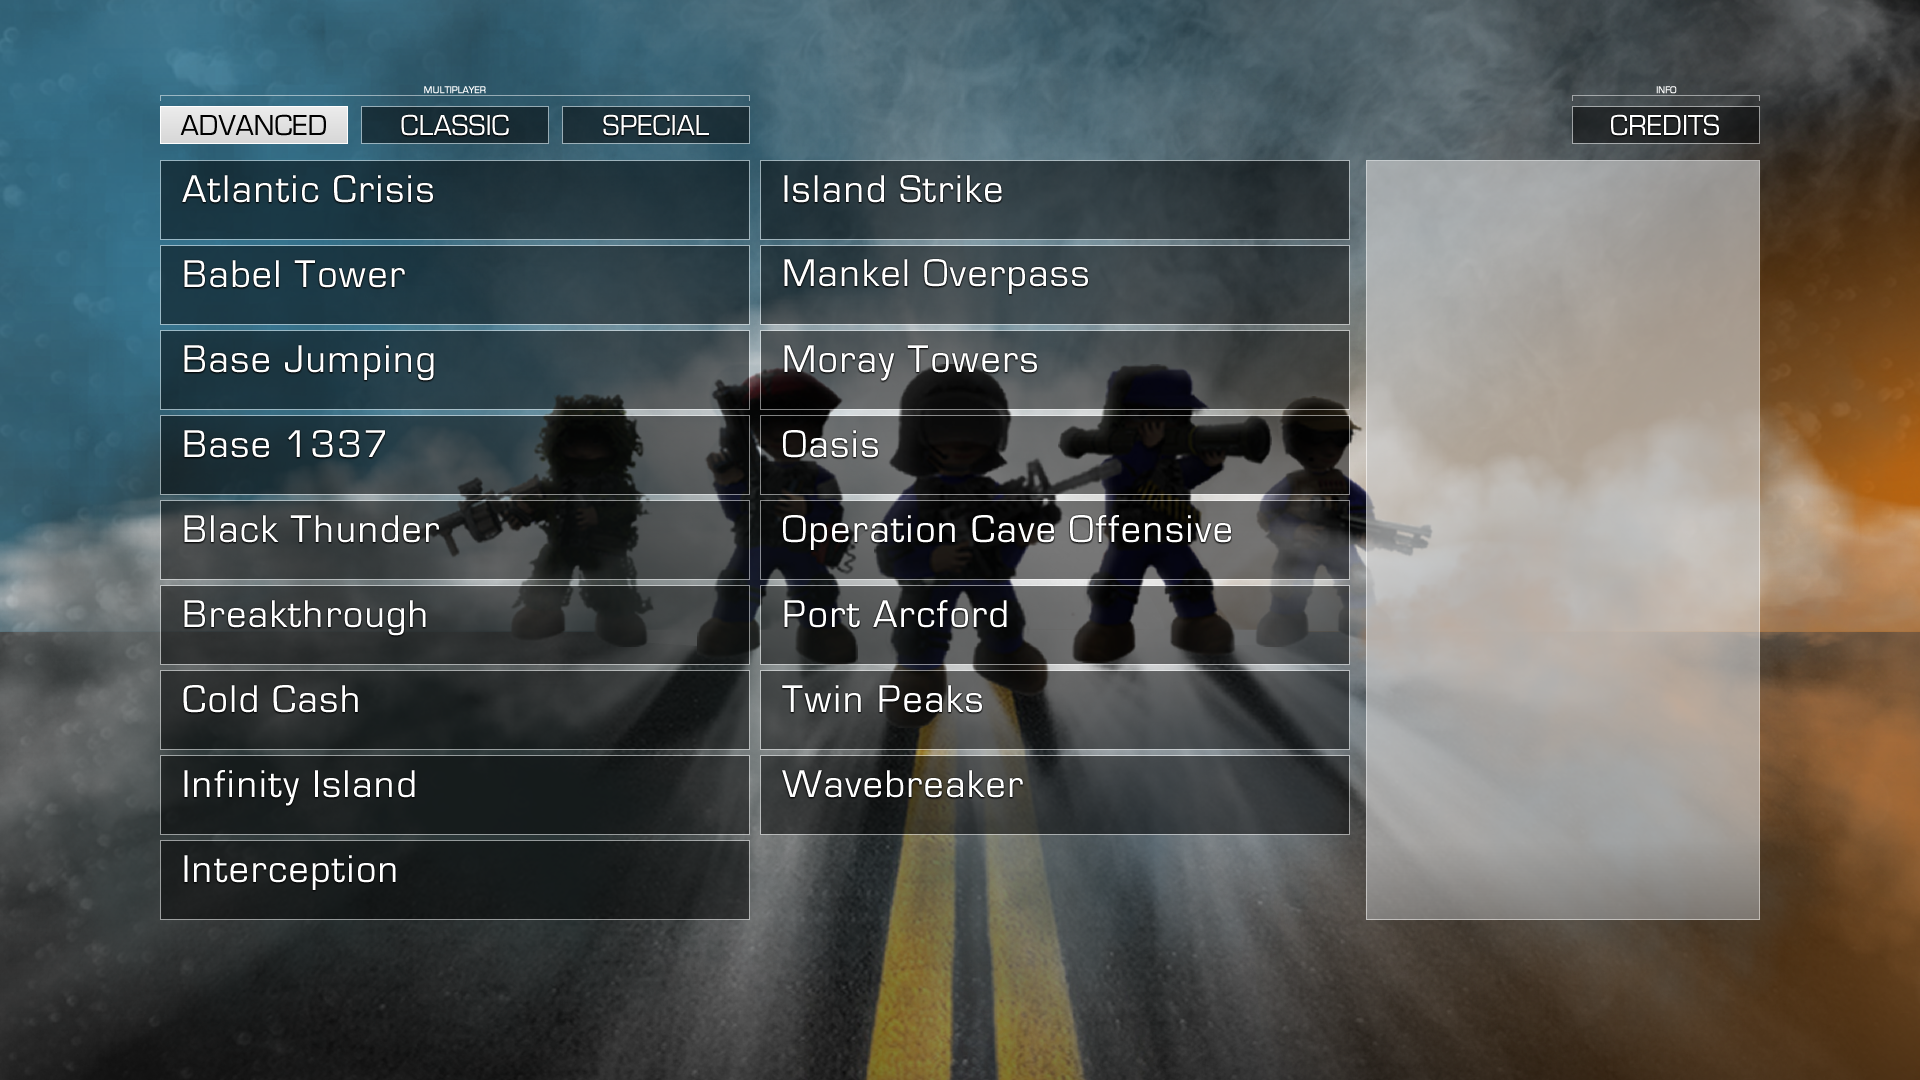 MULTIPLAYER
INFO
ADVANCED
CLASSIC
SPECIAL
CREDITS
Atlantic Crisis
Babel Tower
Base Jumping
Base 1337
Black Thunder
Breakthrough
Cold Cash
Infinity Island
Interception
Island Strike
Mankel Overpass
Moray Towers
Oasis
Operation Cave Offensive
Port Arcford
Twin Peaks
Wavebreaker